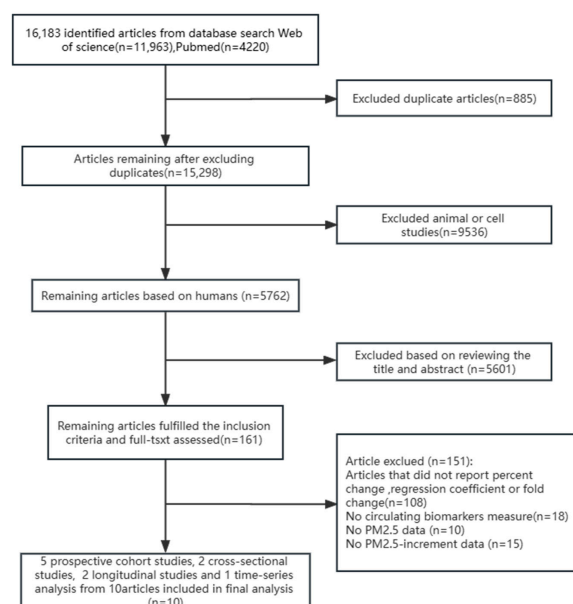 16,183 identified articles from database search Web
of science(n=11,963),Pubmed(n=4220)
Excluded duplicate articles(n=885)
Articles remaining after excluding
duplicates(n=15,298)
Excluded animal or cell
studies(n=9536)
Remaining articles based on humans (n=5762)
Excluded based on reviewing the
title and abstract (n=5601)
Remaining articles fulfilled the inclusion
criteria and full-tsxt assessed(n=161)
Article exclued (n=151):
Articles that did not report percent
change ,regression coefficient or fold
change(n=108)
No circulating biomarkers measure(n=18)
No PM2.5 data (n=10)
No PM2.5-increment data (n=15)
5 prospective cohort studies, 2 cross-sectional
studies, 2 longitudinal studies and 1 time-series
analysis from 10articles included in final analysis
(n=10)